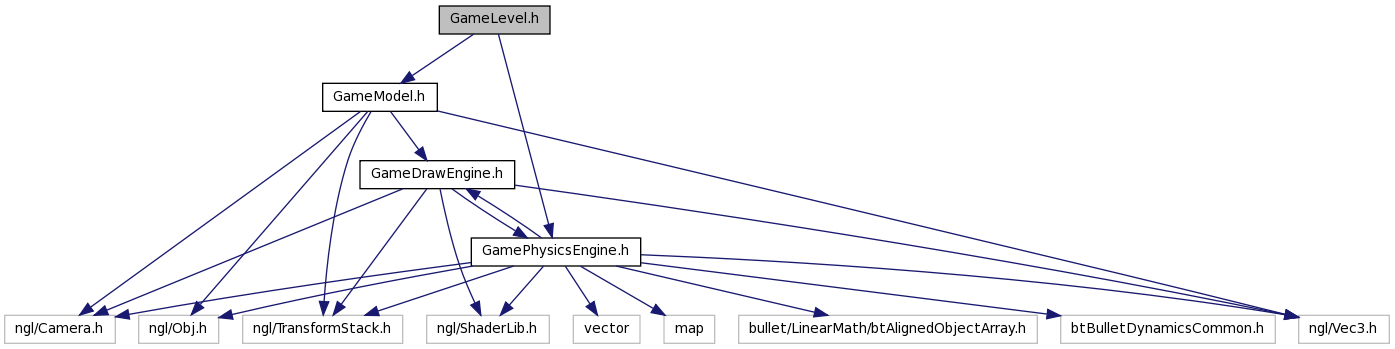 GameLevel.h
GameModel.h
GameDrawEngine.h
GamePhysicsEngine.h
ngl/Camera.h
ngl/Obj.h
ngl/TransformStack.h
ngl/ShaderLib.h
vector
map
bullet/LinearMath/btAlignedObjectArray.h
btBulletDynamicsCommon.h
ngl/Vec3.h